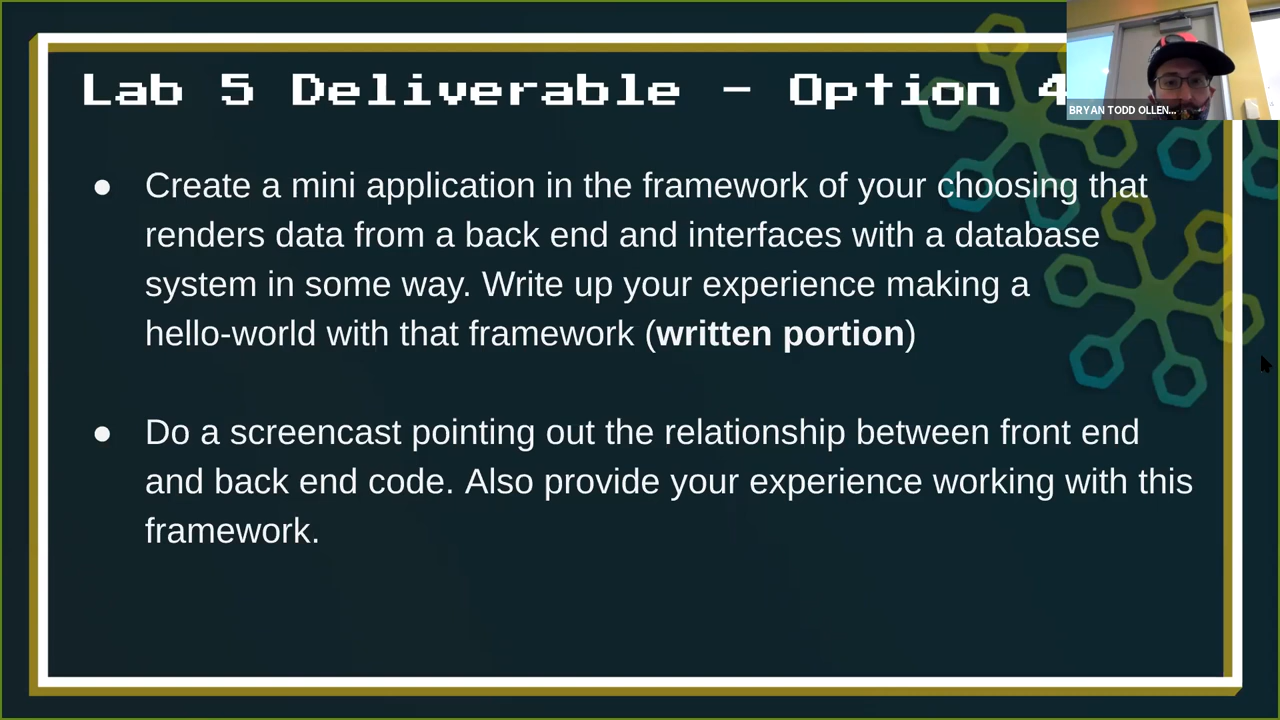 Lab 5 Deliverable - Option 4
BRYAN TODD OLLEN...
● Create a mini application in the framework of your choosing that
renders data from a back end and interfaces with a database
system in some way. Write up your experience making a
hello-world with that framework (written portion)
● Do a screencast pointing out the relationship between front end
and back end code. Also provide your experience working with this
framework.